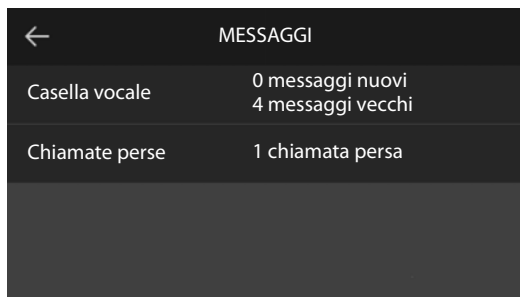 MESSAGGI
Casella vocale
0 messaggi nuovi
4 messaggi vecchi
Chiamate perse
1 chiamata persa